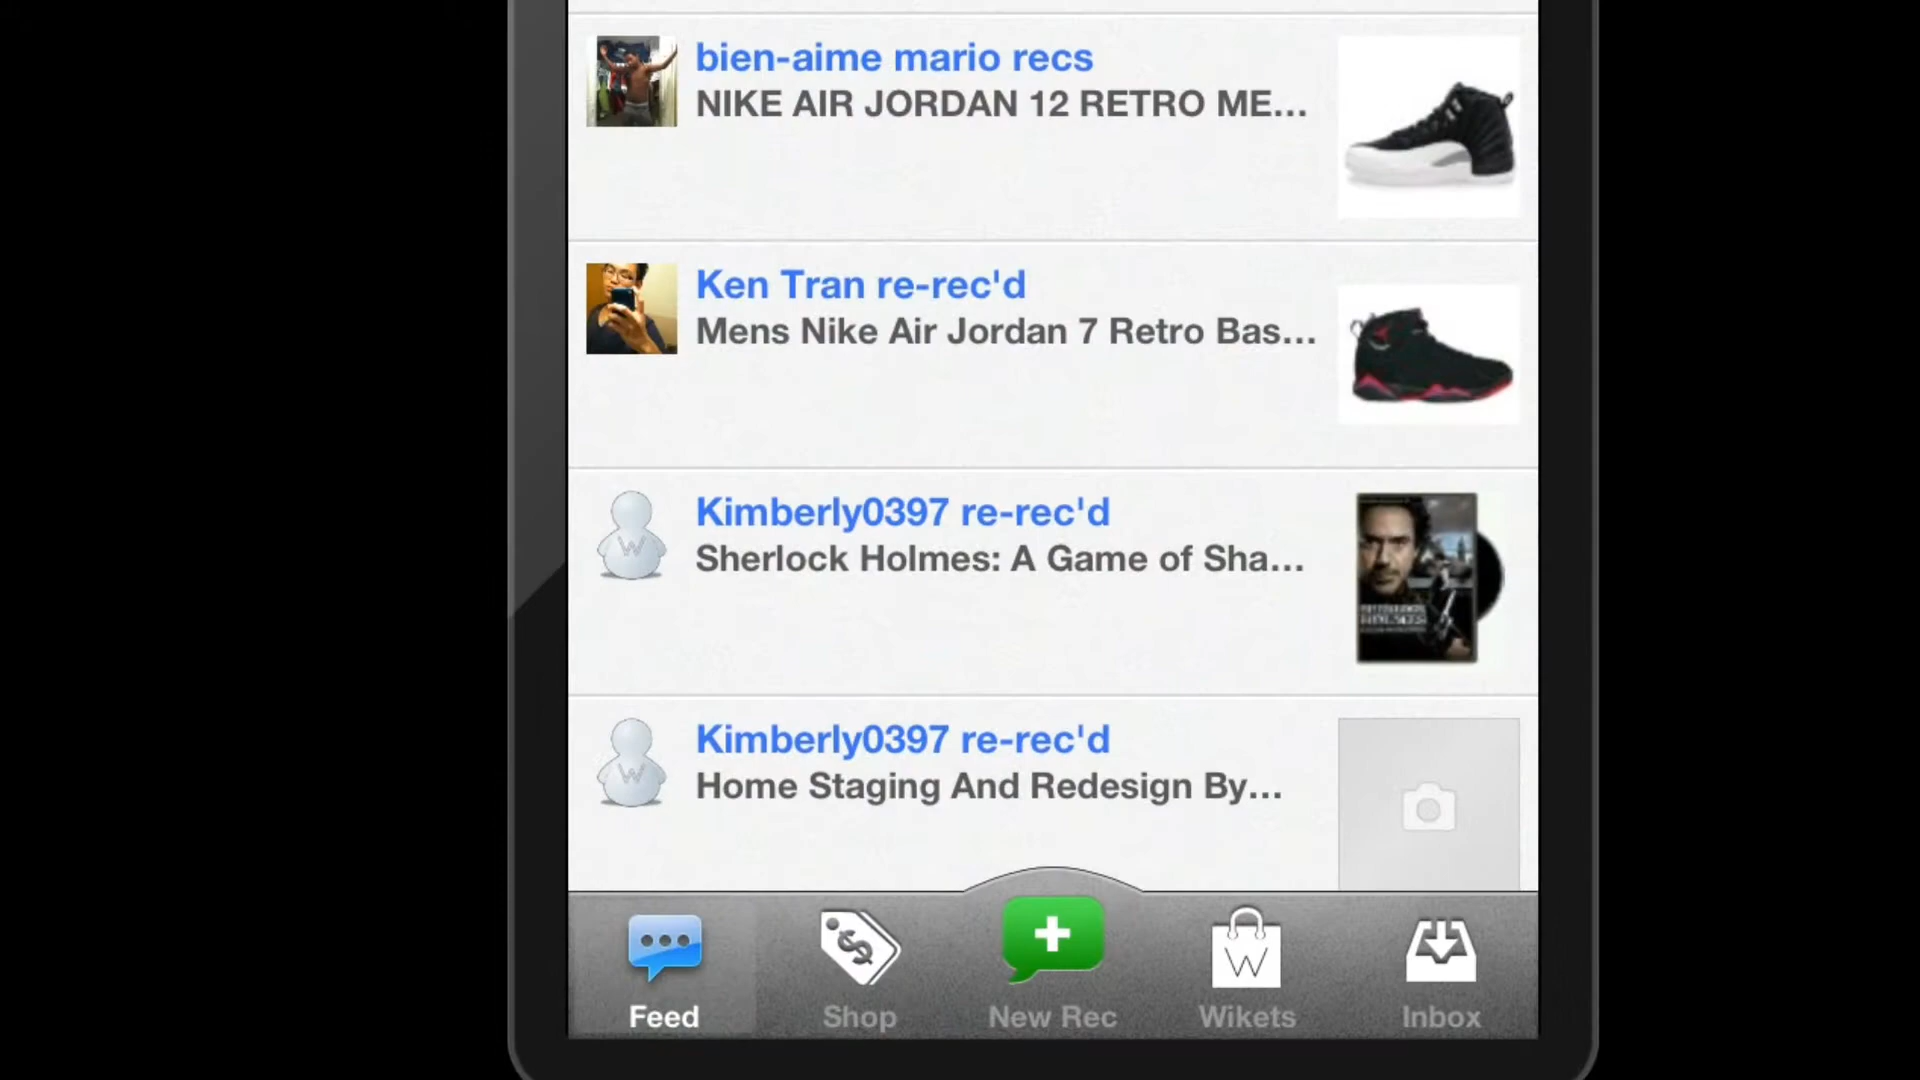 bien-aime mario recs
NIKE AIR JORDAN 12 RETRO ME...
Ken Tran re-rec'd
Mens Nike Air Jordan 7 Retro Bas...
Kimberly0397 re-rec'd
Sherlock Holmes: A Game of Sha...
Kimberly0397 re-rec'd
Home Staging And Redesign By...
Feed
Shop
New Rec
Wikets
Inbox